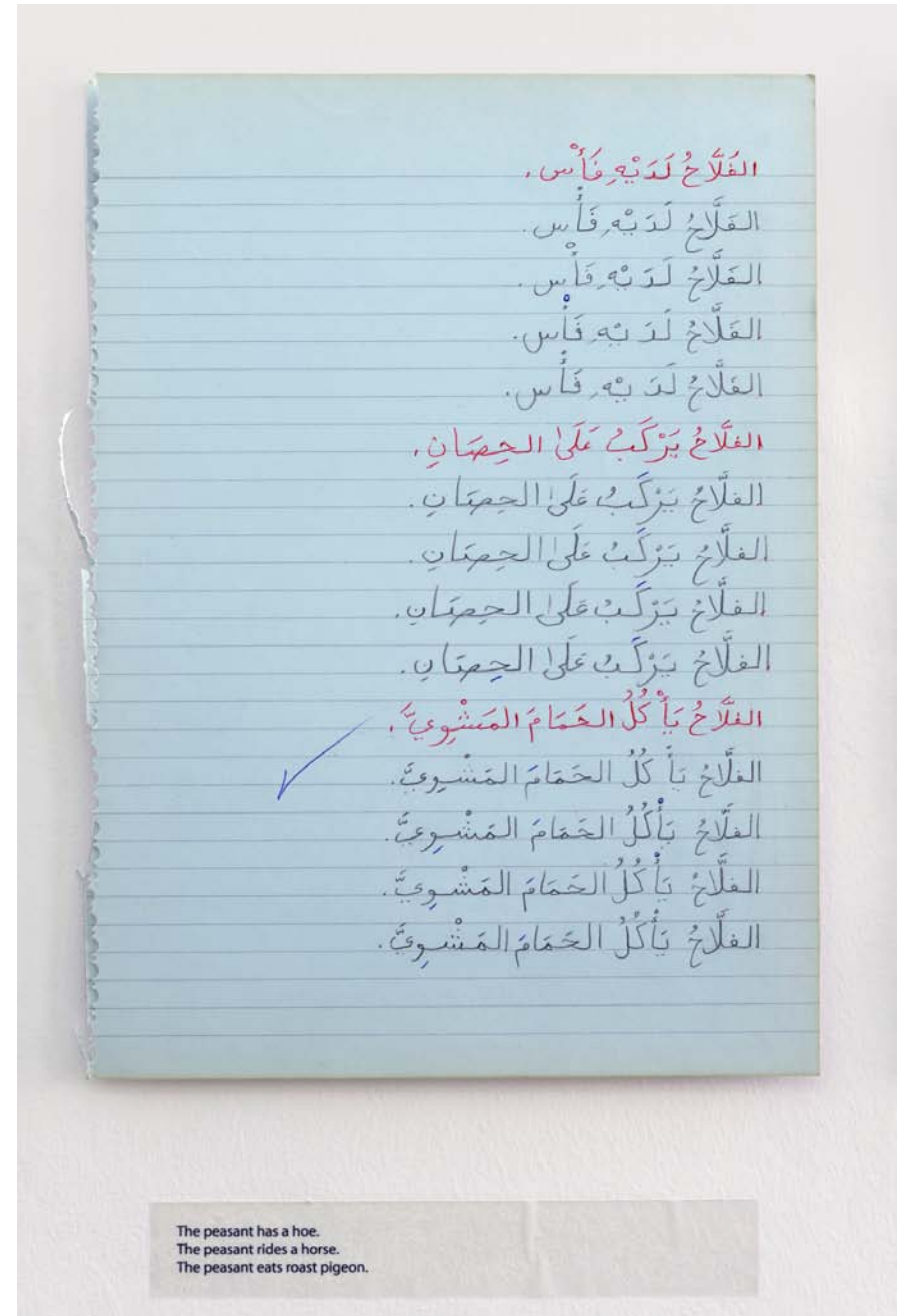 الفَلَّاحُ لَدَيْهِ فَأْس.
الفَلَّاحُ لَدَيْهِ فَأْس.
الفَلَّاحُ لَدَيْهِ فَأْس.
الفَلَّاحُ لَدَيْهِ فَأْس.
الفَلَّاحُ لَدَيْهِ فَأْس.
الفلَّاحُ يَرْكَبُ عَلَىٰ الحِصَانِ.
الفلَّاحُ يَرْكَبُ عَلَىٰ الحِصَانِ.
الفلَّاحُ يَرْكَبُ عَلَىٰ الحِصَانِ.
الفلَّاحُ يَرْكَبُ عَلَىٰ الحِصَانِ.
الفلَّاحُ يَرْكَبُ عَلَىٰ الحِصَانِ.
الفلَّاحُ يَأْكُلُ الحَمَامَ المَشْوِيَّ.
الفلَّاحُ يَأكُلُ الحَمَامَ المَشْوِيَّ.
الفلَّاحُ يَأْكُلُ الحَمَامَ المَشْوِيَّ.
الفلَّاحُ يَأْكُلُ الحَمَامَ المَشْوِيَّ.
الفلَّاحُ يَأْكُلُ الحَمَامَ المَشْوِيَّ.
The peasant has a hoe.
The peasant rides a horse.
The peasant eats roast pigeon.